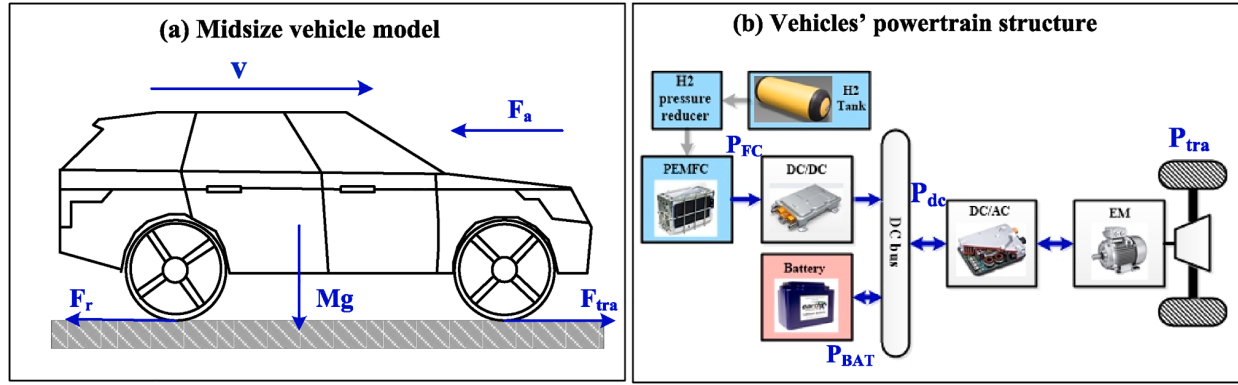 (a) Midsize vehicle model
V
Fa
Fr
Mg
Ftra
(b) Vehicles’ powertrain structure
H2
pressure
reducer
H2
Tank
PFC
PEMFC
DC/DC
DC bus
Pdc
DC/AC
EM
Ptra
Battery
PBAT